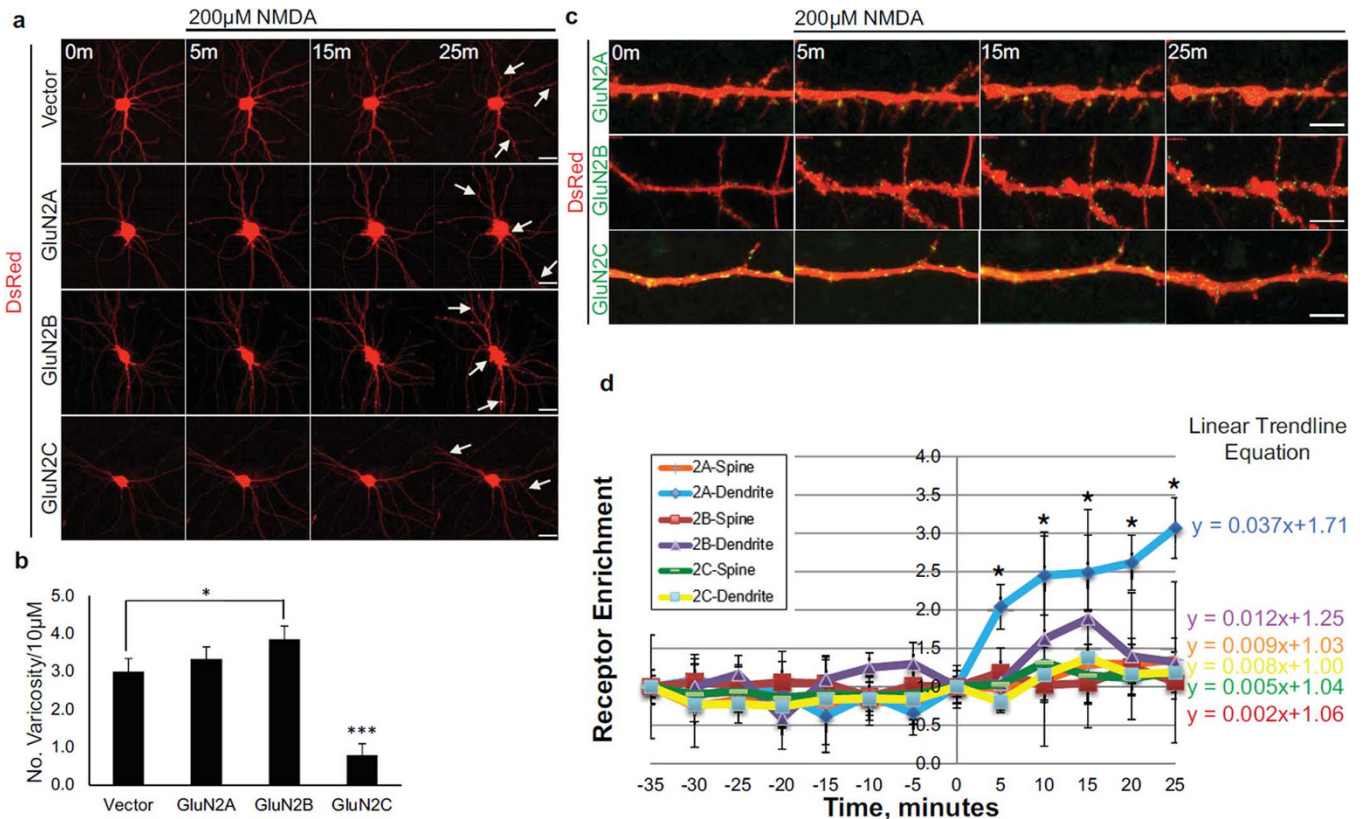 a
200µM NMDA
0m 5m 15m 25m
DsRed
Vector
GluN2A
GluN2B
GluN2C
b
No. Varicosity/10µM
5.0
4.0
3.0
2.0
1.0
0.0
*
***
Vector GluN2A GluN2B GluN2C
c
200µM NMDA
0m 5m 15m 25m
DsRed
GluN2A
GluN2B
GluN2C
d
Linear Trendline
Equation
Receptor Enrichment
2A-Spine
2A-Dendrite
2B-Spine
2B-Dendrite
2C-Spine
2C-Dendrite
4.0
3.5
3.0
2.5
2.0
1.5
1.0
0.5
0.0
* * * * *
y = 0.037x+1.71
y = 0.012x+1.25
y = 0.009x+1.03
y = 0.008x+1.00
y = 0.005x+1.04
y = 0.002x+1.06
-35 -30 -25 -20 -15 -10 -5 0 5 10 15 20 25
Time, minutes